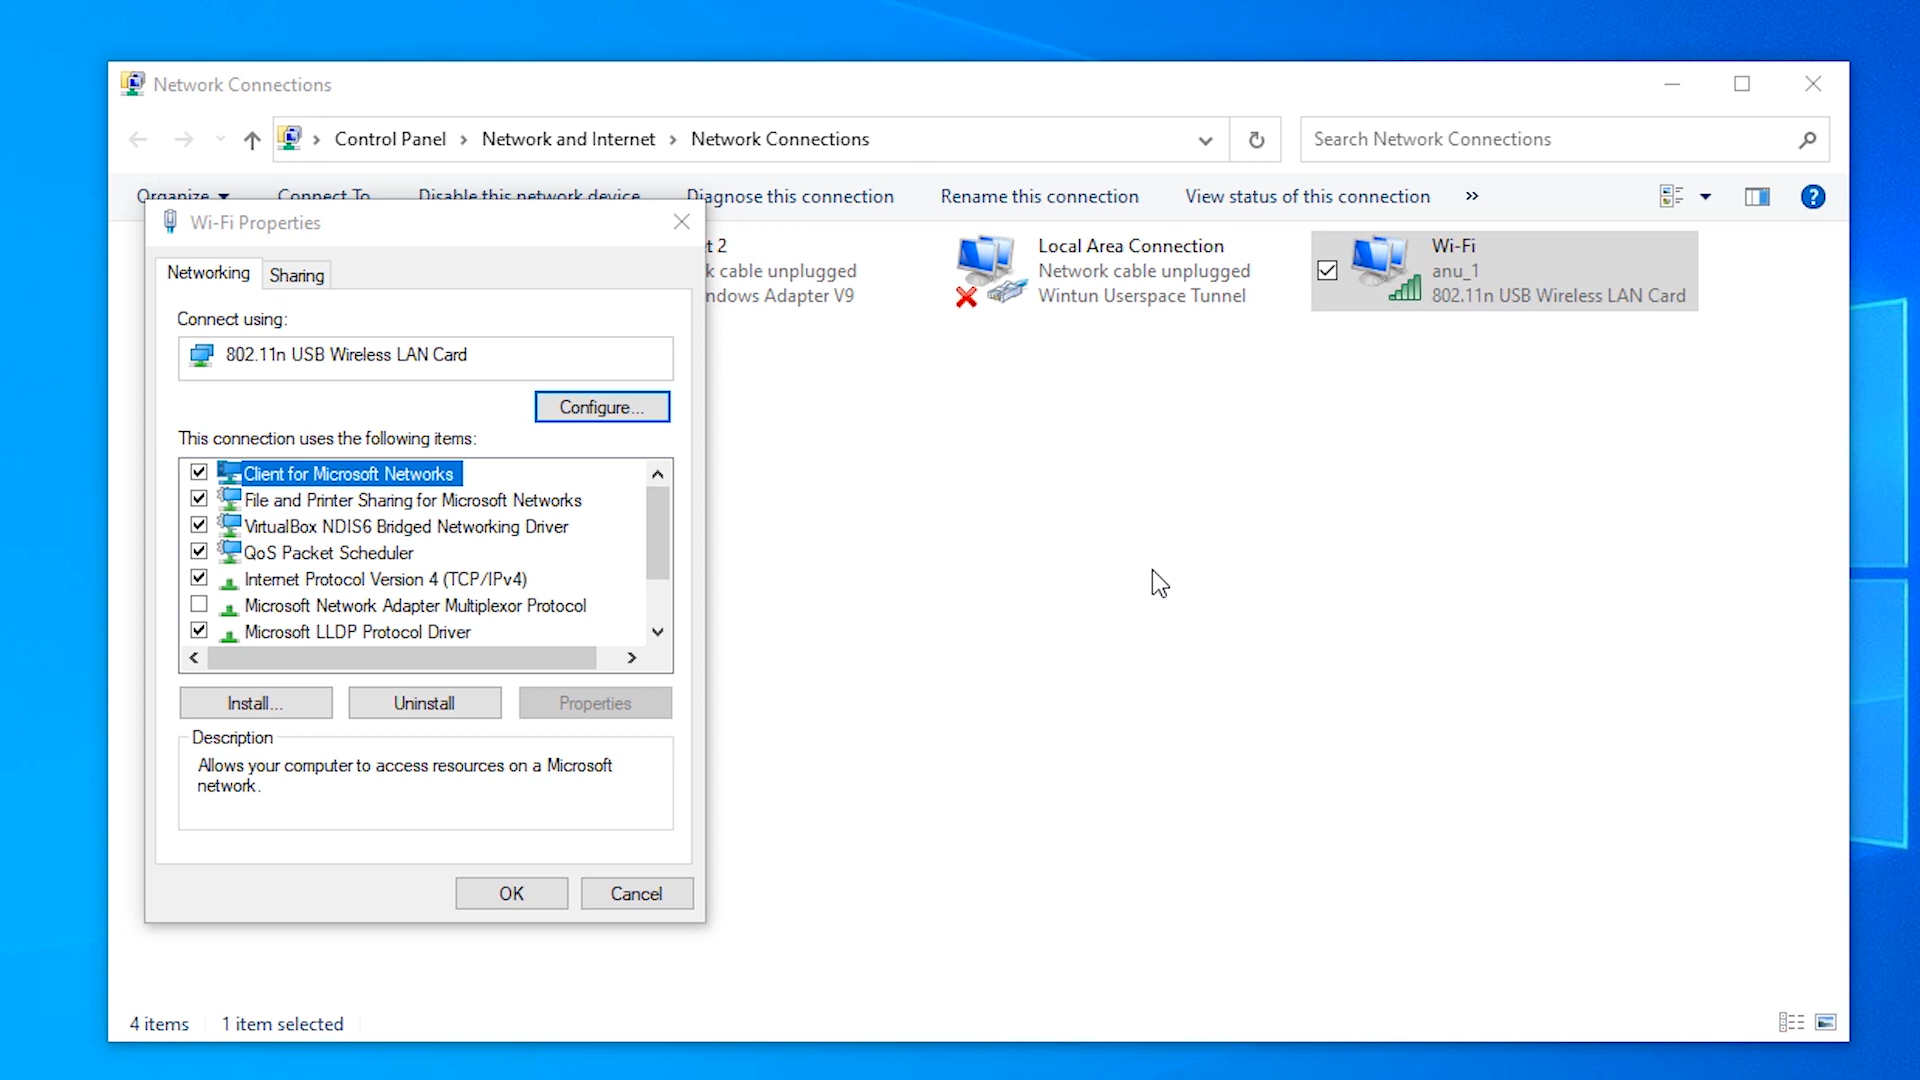 Network Connections
Control Panel
Network and Internet
Network Connections
Search Network Connections
Organize
Connect To
Disable this network device
Diagnose this connection
Rename this connection
View status of this connection
»
?
t 2
k cable unplugged
ndows Adapter V9
Local Area Connection
Network cable unplugged
Wintun Userspace Tunnel
Wi-Fi
anu_1
802.11n USB Wireless LAN Card
Wi-Fi Properties
Networking
Sharing
Connect using:
802.11n USB Wireless LAN Card
Configure...
This connection uses the following items:
Client for Microsoft Networks
File and Printer Sharing for Microsoft Networks
VirtualBox NDIS6 Bridged Networking Driver
QoS Packet Scheduler
Internet Protocol Version 4 (TCP/IPv4)
Microsoft Network Adapter Multiplexor Protocol
Microsoft LLDP Protocol Driver
Install...
Uninstall
Properties
Description
Allows your computer to access resources on a Microsoft
network.
OK
Cancel
4 items
1 item selected